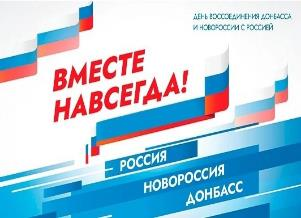 ДЕНЬ ВОССОЕДИНЕНИЯ ДОНБАССА
И НОВОРОССИИ С РОССИЕЙ
ВМЕСТЕ
НАВСЕГДА!
РОССИЯ
НОВОРОССИЯ
ДОНБАСС